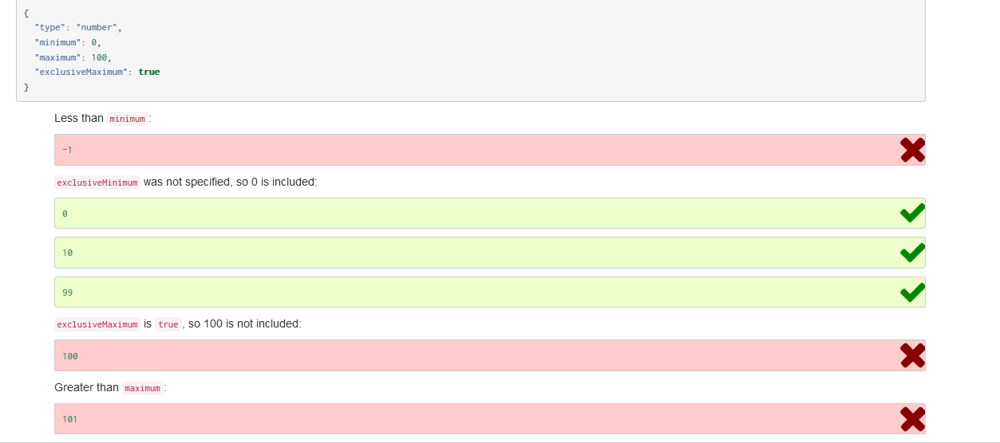 {
"type": "number",
"minimum": 0,
"maximum": 100,
"exclusiveMaximum": true
}
Less than minimum:
-1
exclusiveMinimum was not specified, so 0 is included:
0
10
99
exclusiveMaximum is true, so 100 is not included:
100
Greater than maximum:
101